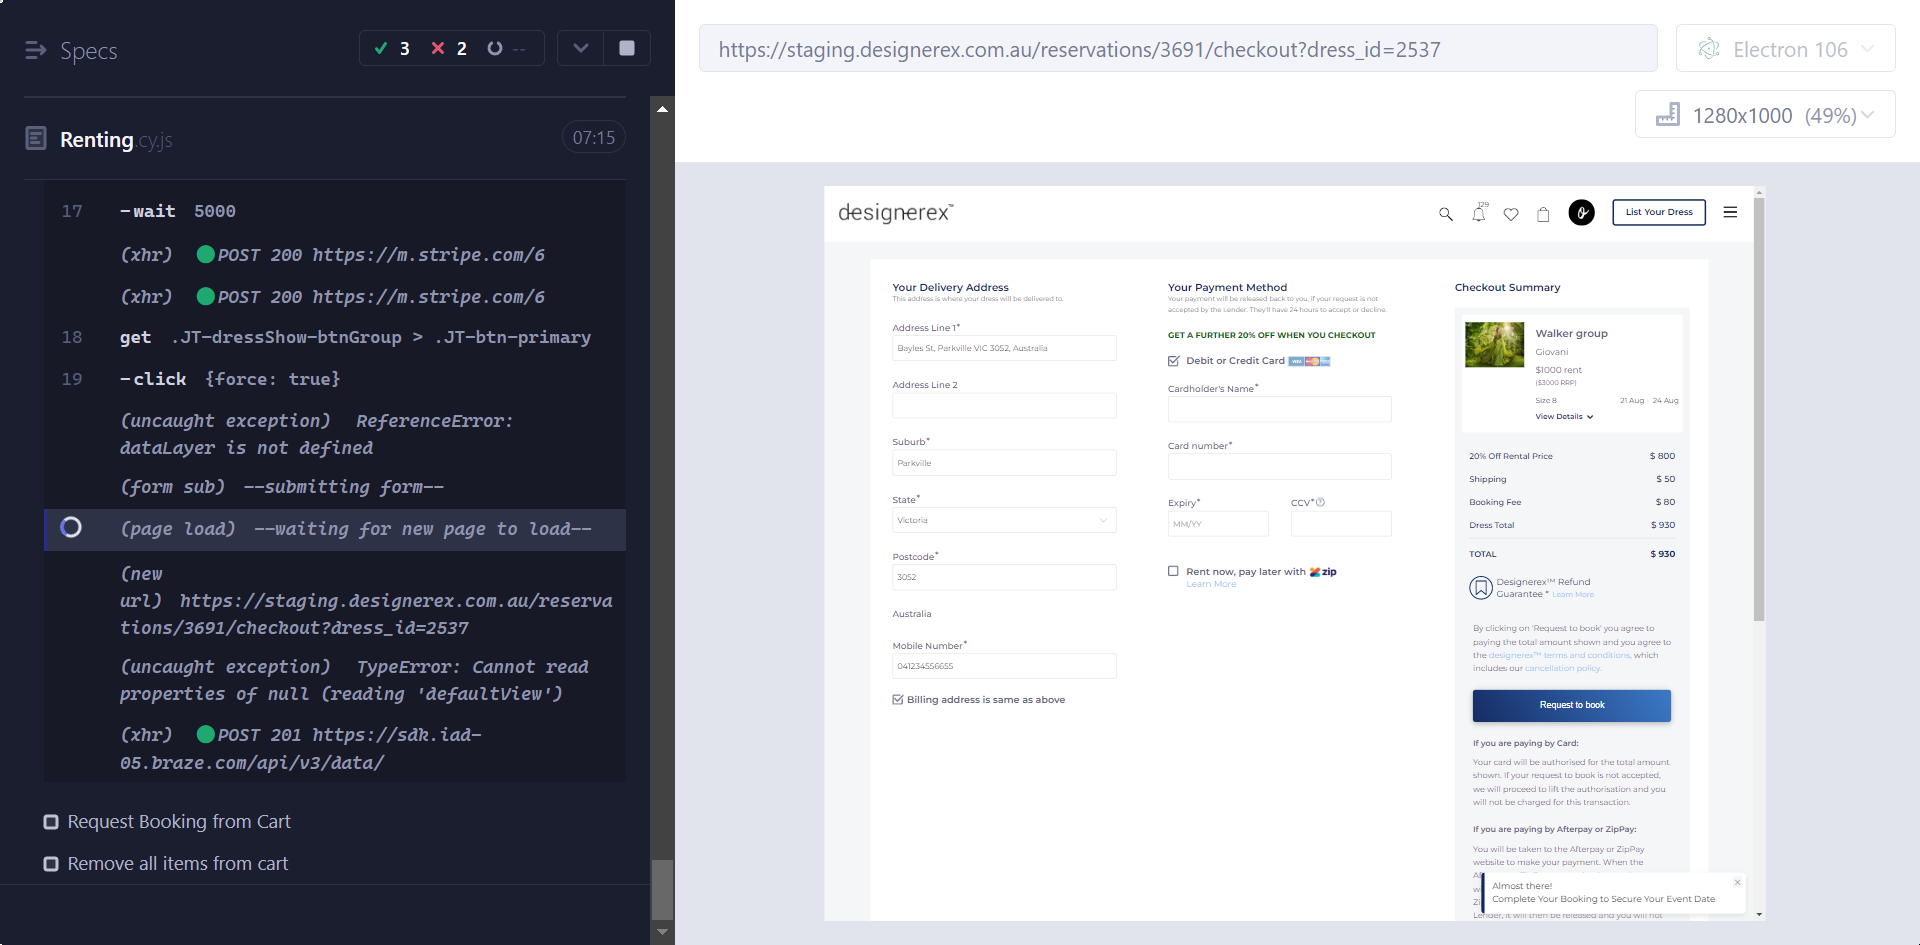 Specs
3 2 --
https://staging.designerex.com.au/reservations/3691/checkout?dress_id=2537
Electron 106
1280x1000 (49%)
Renting.cy.js
07:15
17 -wait 5000
(xhr) POST 200 https://m.stripe.com/6
(xhr) POST 200 https://m.stripe.com/6
18 get .JT-dressShow-btnGroup > .JT-btn-primary
19 -click {force: true}
(uncaught exception) ReferenceError:
dataLayer is not defined
(form sub) --submitting form--
(page load) --waiting for new page to load--
(new
url) https://staging.designerex.com.au/reserva
tions/3691/checkout?dress_id=2537
(uncaught exception) TypeError: Cannot read
properties of null (reading 'defaultView')
(xhr) POST 201 https://sdk.iad-
05.braze.com/api/v3/data/
Request Booking from Cart
Remove all items from cart
designerex™
129
List Your Dress
Your Delivery Address
This address is where your dress will be delivered to.
Address Line 1*
Bayles St, Parkville VIC 3052, Australia
Address Line 2
Suburb*
Parkville
State*
Victoria
Postcode*
3052
Australia
Mobile Number*
041234556655
Billing address is same as above
Your Payment Method
Your payment will be released back to you, if your request is not
accepted by the Lender. They'll have 24 hours to accept or decline.
GET A FURTHER 20% OFF WHEN YOU CHECKOUT
Debit or Credit Card
Cardholder's Name*
Card number*
Expiry* CCV*
MM/YY
Rent now, pay later with zip
Learn More
Checkout Summary
Walker group
Giovani
$1000 rent
($3000 RRP)
Size 8 21 Aug - 24 Aug
View Details
20% Off Rental Price $ 800
Shipping $ 50
Booking Fee $ 80
Dress Total $ 930
TOTAL $ 930
Designerex™ Refund
Guarantee * Learn More
By clicking on 'Request to book' you agree to
paying the total amount shown and you agree to
the designerex™ terms and conditions, which
includes our cancellation policy.
Request to book
If you are paying by Card:
Your card will be authorised for the total amount
shown. If your request to book is not accepted,
we will proceed to lift the authorisation and you
will not be charged for this transaction.
If you are paying by Afterpay or ZipPay:
You will be taken to the Afterpay or ZipPay
website to make your payment. When the
Almost there!
Complete Your Booking to Secure Your Event Date
Lender, it will then be released and you will not